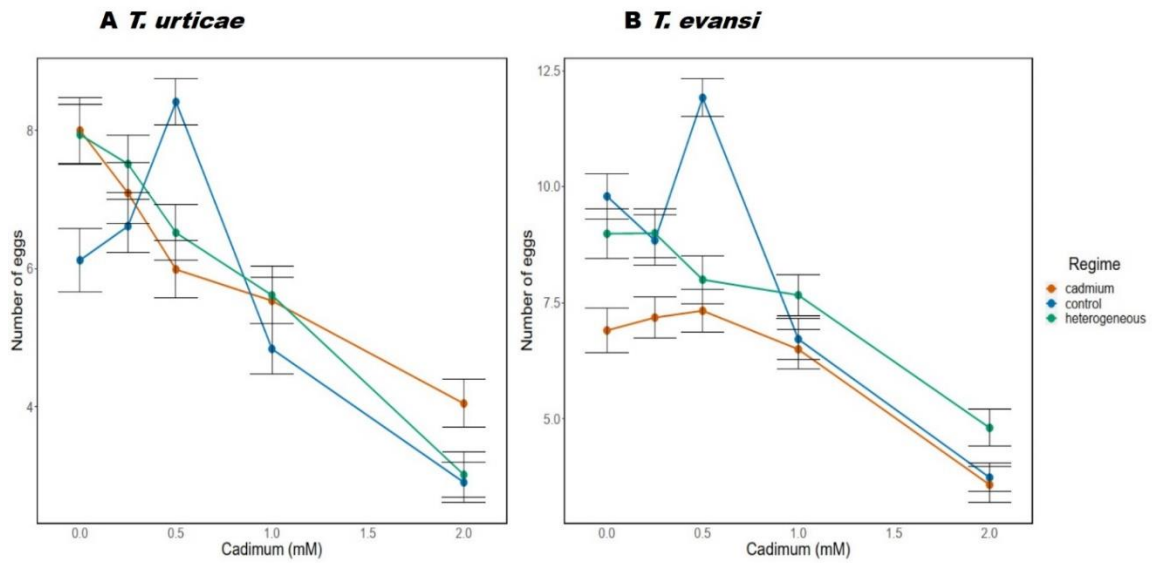 A T. urticae
8
6
4
Number of eggs
0.0 0.5 1.0 1.5 2.0
Cadimum (mM)
B T. evansi
12.5
10.0
7.5
5.0
Number of eggs
0.0 0.5 1.0 1.5 2.0
Cadimum (mM)
Regime
cadmium
control
heterogeneous